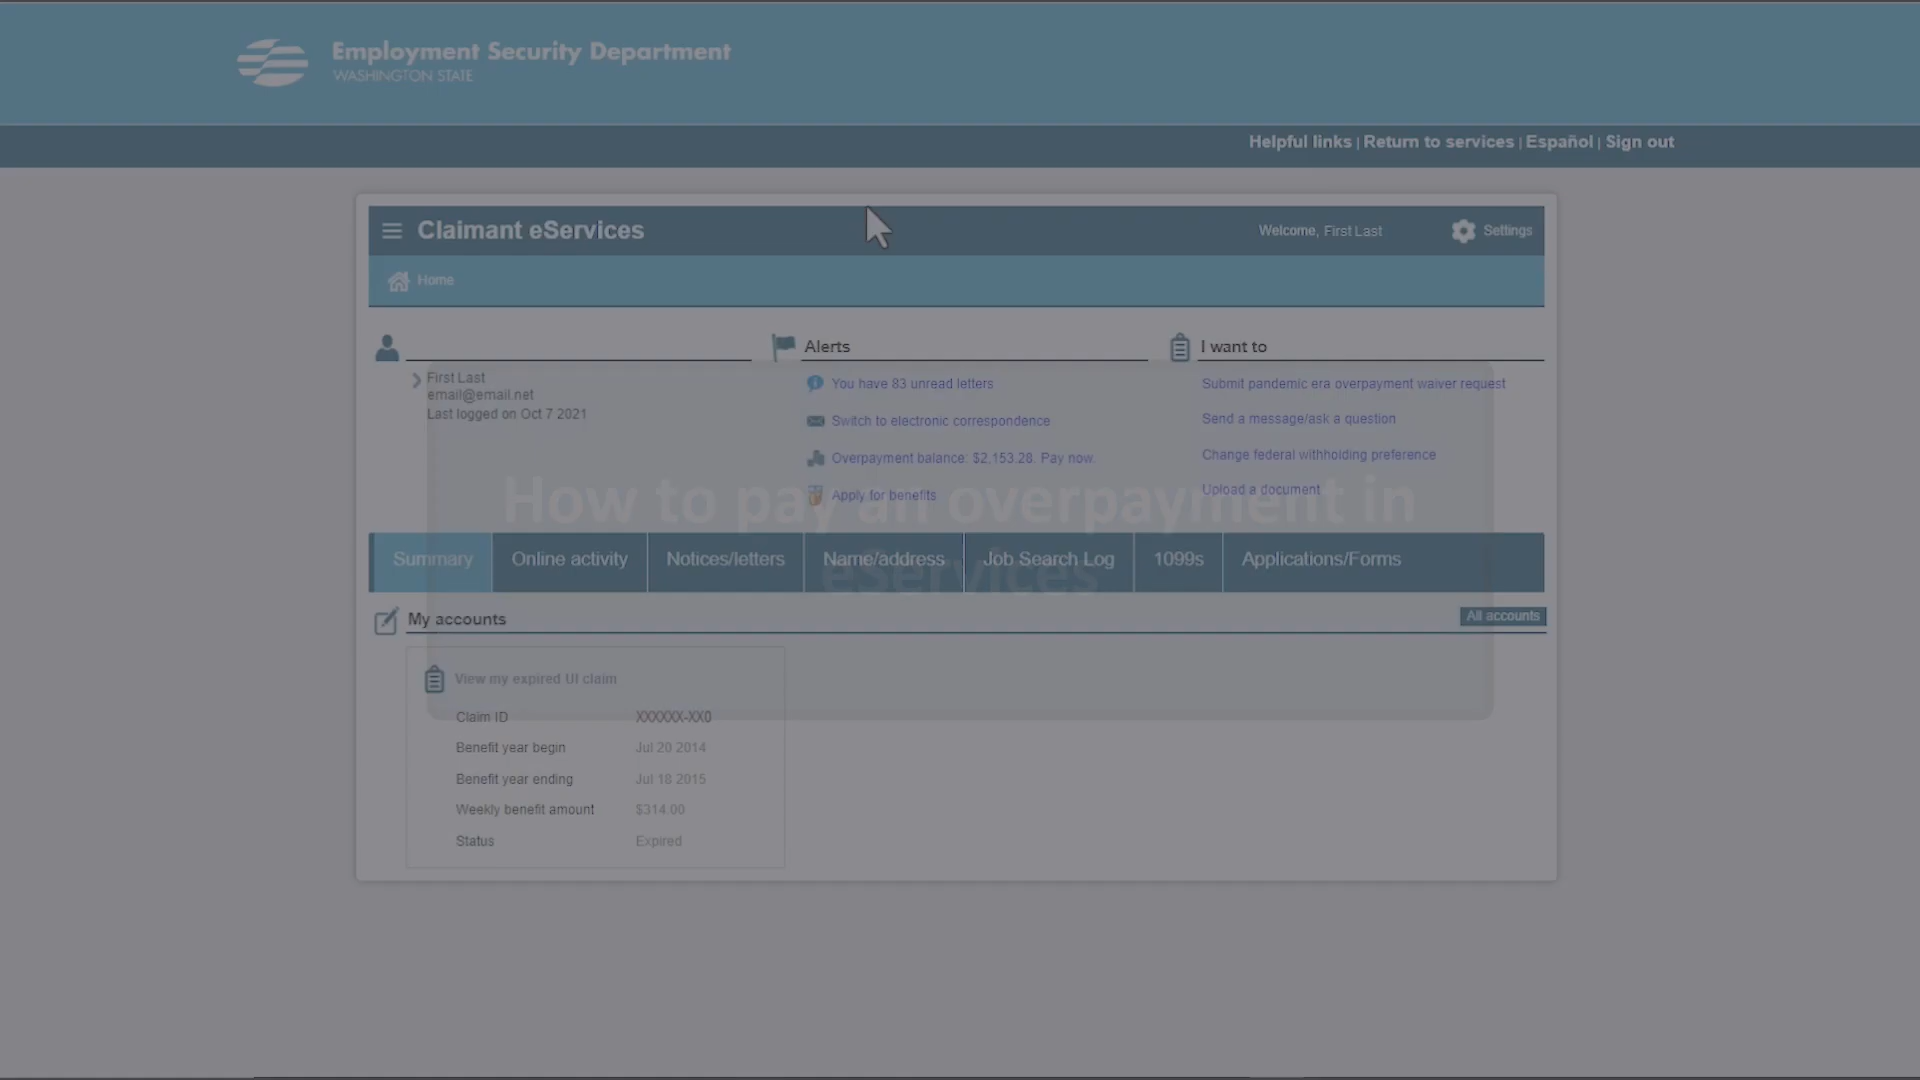 Employment Security Department
WASHINGTON STATE
Helpful links | Return to services | Español | Sign out
Claimant eServices
Welcome, First Last
Settings
Home
Alerts
I want to
First Last
email@email.net
Last logged on Oct 7 2021
You have 83 unread letters
Switch to electronic correspondence
Overpayment balance: $2,153.28. Pay now.
Apply for benefits
Submit pandemic era overpayment waiver request
Send a message/ask a question
Change federal withholding preference
Upload a document
How to pay an overpayment in
eServices
Summary
Online activity
Notices/letters
Name/address
Job Search Log
1099s
Applications/Forms
My accounts
All accounts
View my expired UI claim
Claim ID XXXXXX-XX0
Benefit year begin Jul 20 2014
Benefit year ending Jul 18 2015
Weekly benefit amount $314.00
Status Expired